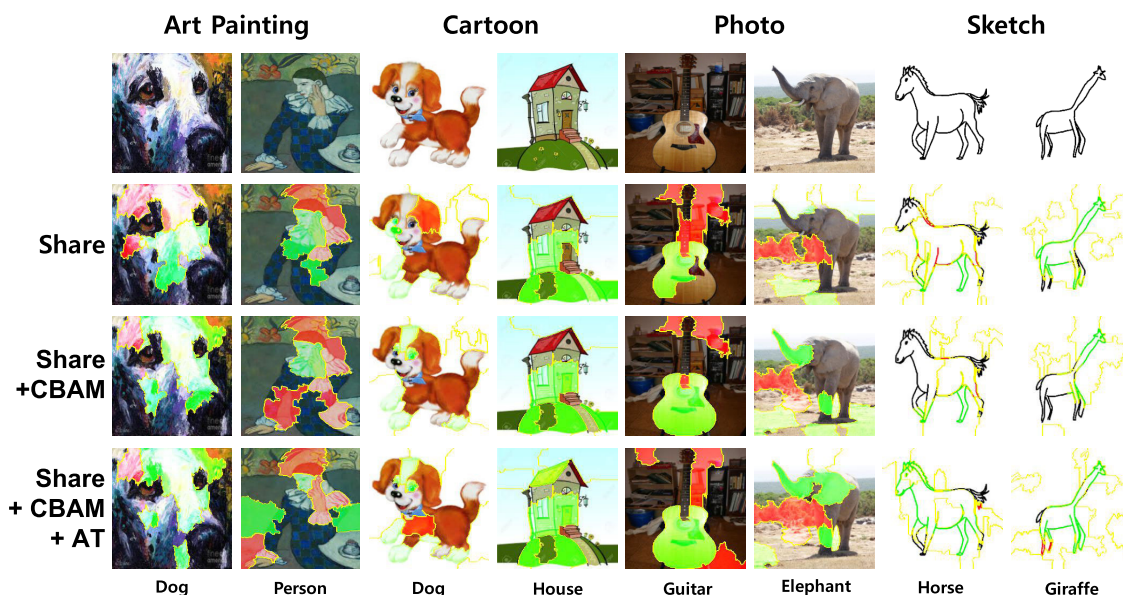 Art Painting Cartoon Photo Sketch
Share
Share
+CBAM
Share
+ CBAM
+ AT
Dog Person Dog House Guitar Elephant Horse Giraffe